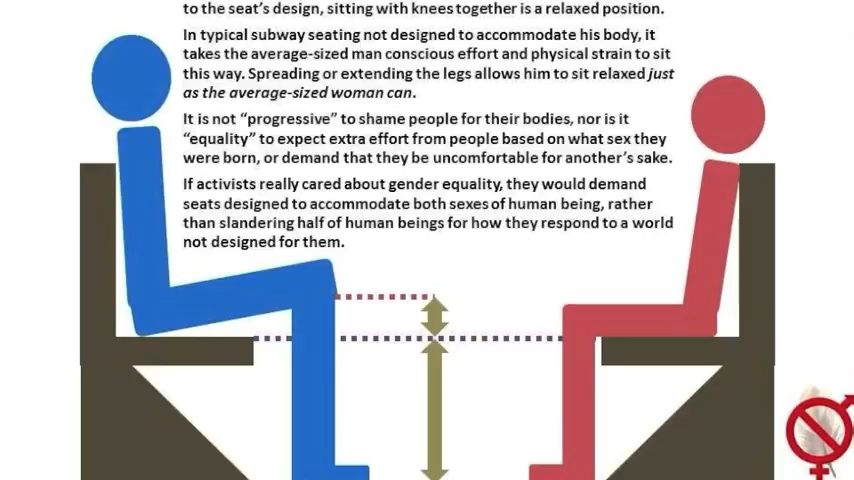 to the seat's design, sitting with knees together is a relaxed position.
In typical subway seating not designed to accommodate his body, it
takes the average-sized man conscious effort and physical strain to sit
this way. Spreading or extending the legs allows him to sit relaxed just
as the average-sized woman can.
It is not “progressive” to shame people for their bodies, nor is it
“equality” to expect extra effort from people based on what sex they
were born, or demand that they be uncomfortable for another's sake.
If activists really cared about gender equality, they would demand
seats designed to accommodate both sexes of human being, rather
than slandering half of human beings for how they respond to a world
not designed for them.